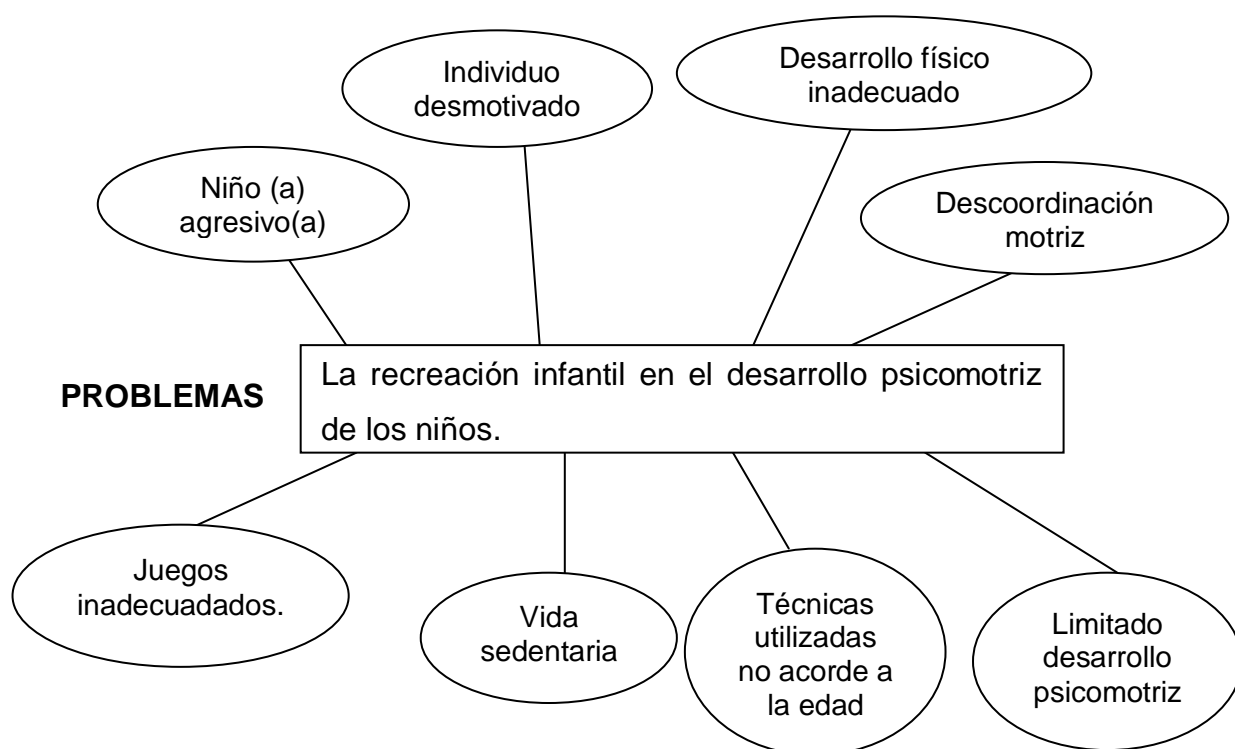 Individuo
desmotivado
Desarrollo físico
inadecuado
Niño (a)
agresivo(a)
Descoordinación
motriz
PROBLEMAS
La recreación infantil en el desarrollo psicomotriz
de los niños.
Juegos
inadecuadados.
Vida
sedentaria
Técnicas
utilizadas
no acorde a
la edad
Limitado
desarrollo
psicomotriz